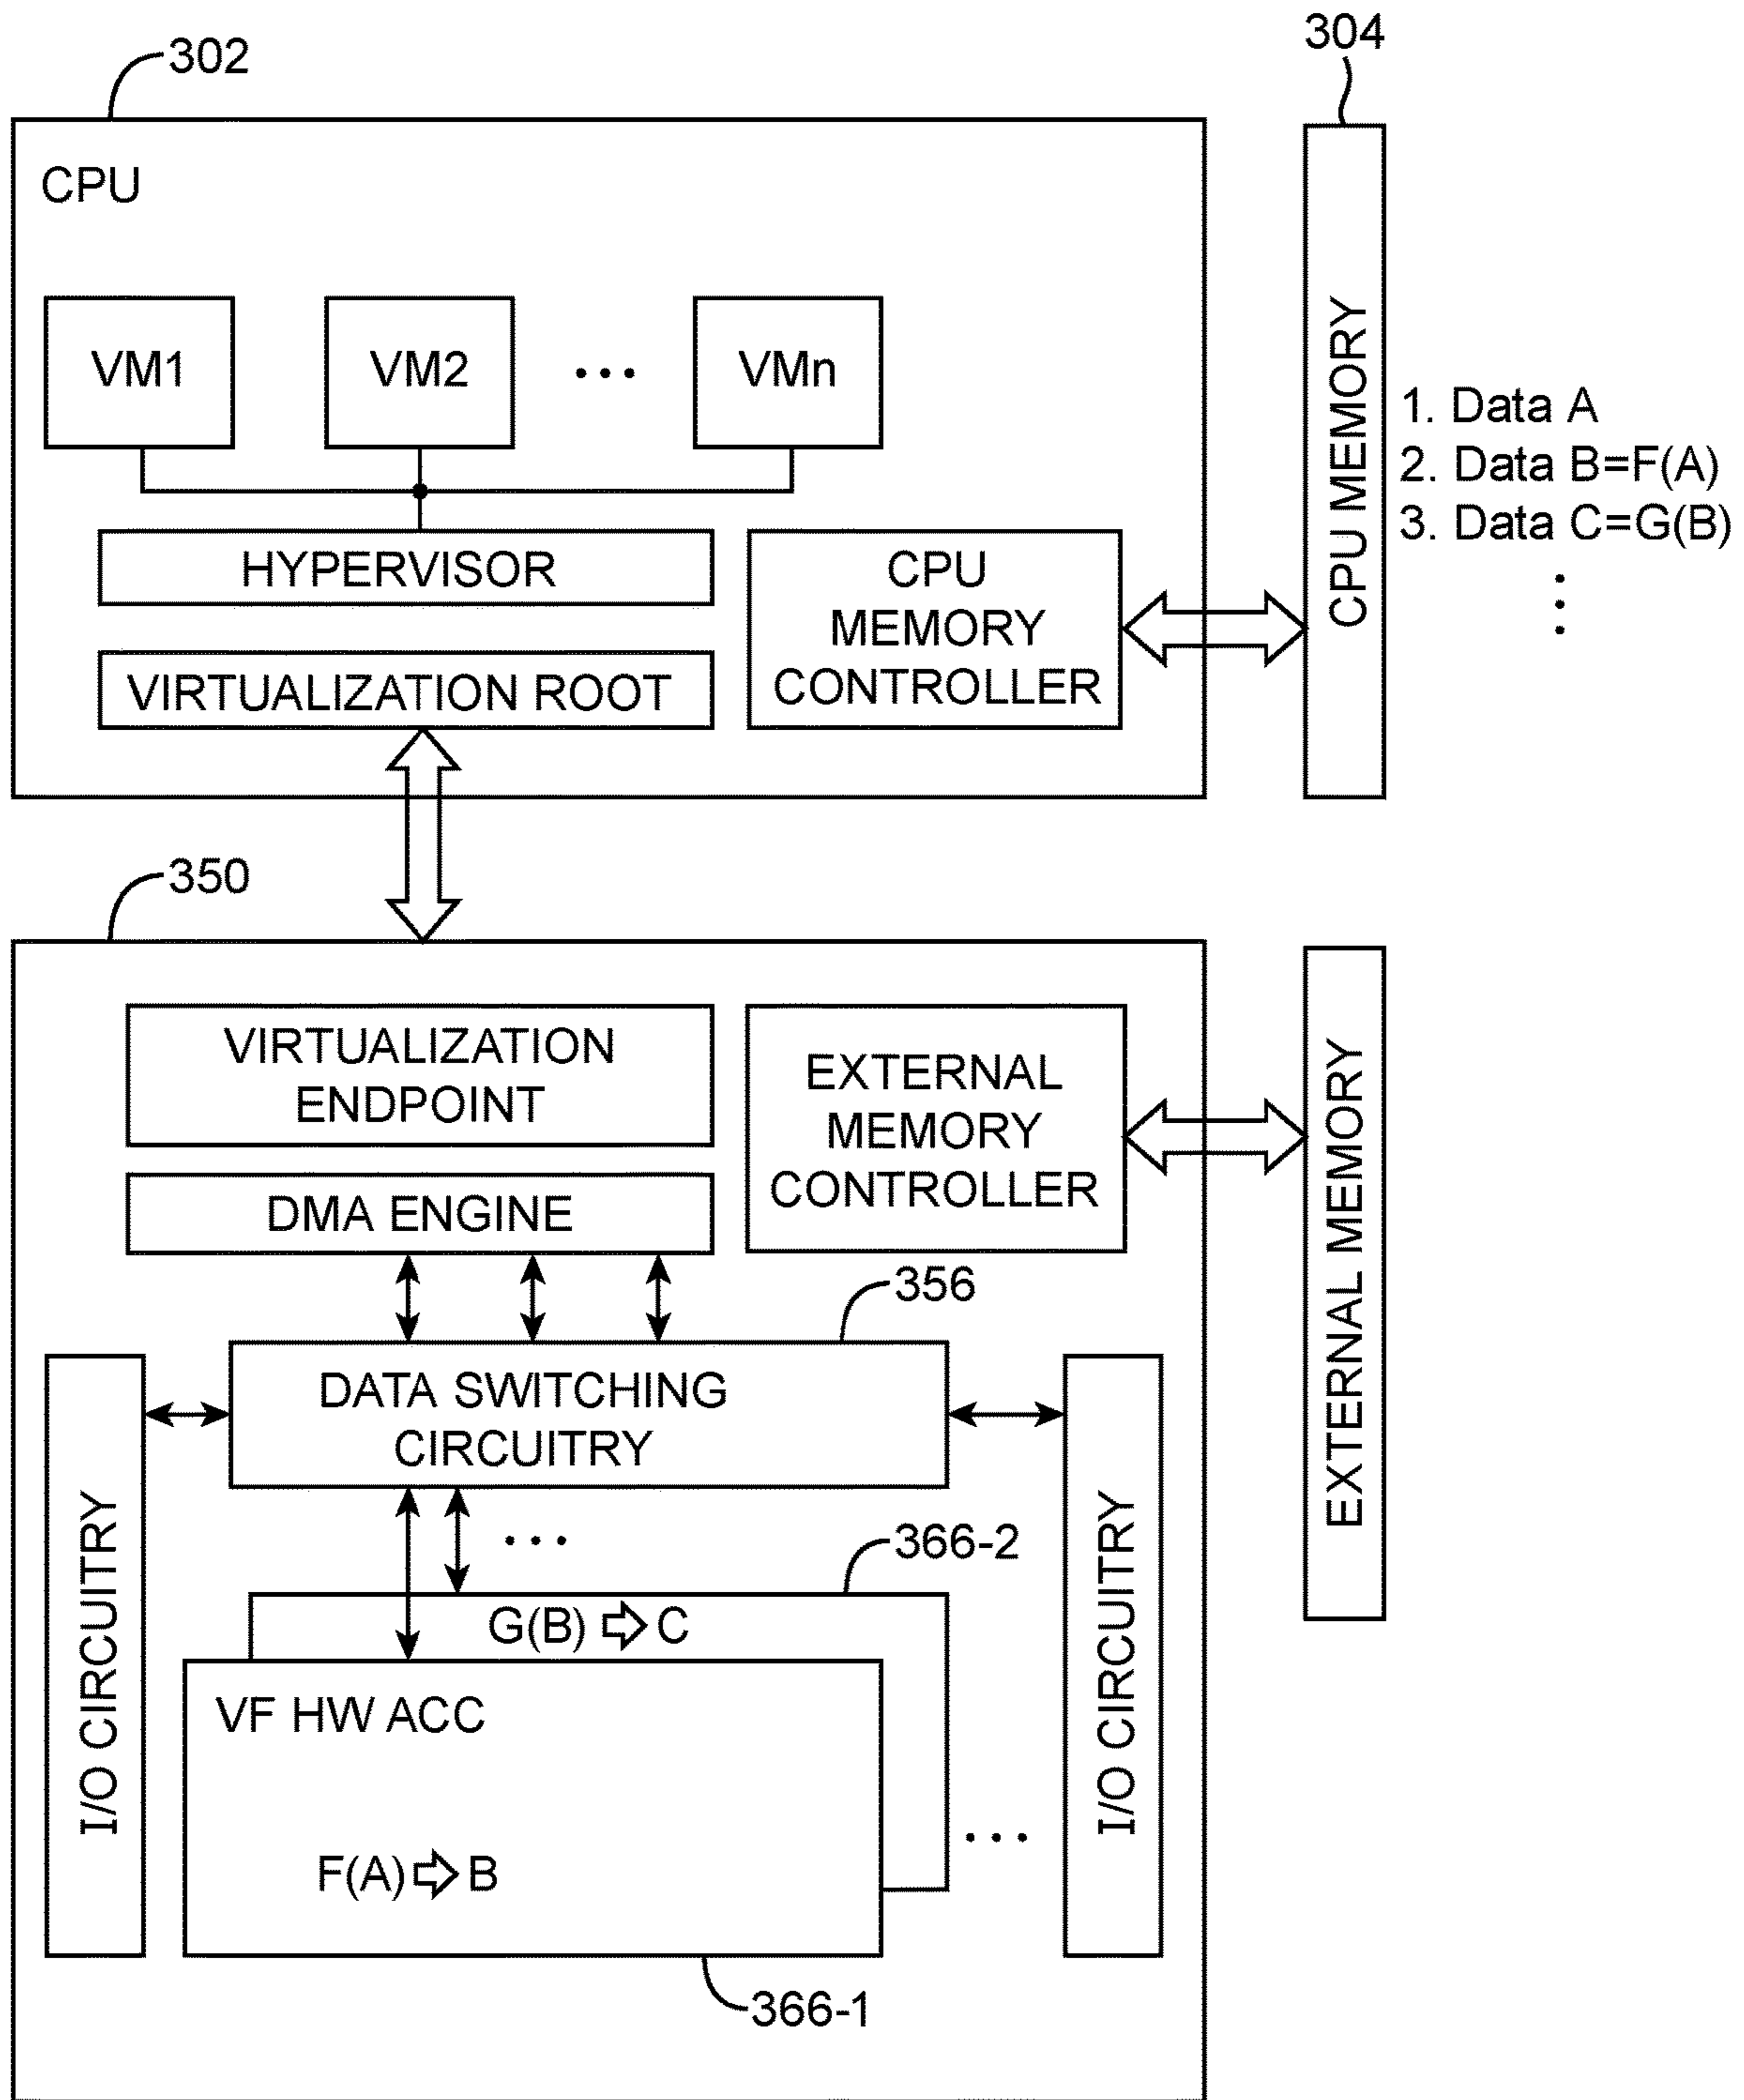 302
304
CPU
VM1
VM2
...
VMn
HYPERVISOR
VIRTUALIZATION ROOT
CPU
MEMORY
CONTROLLER
CPU MEMORY
1. Data A
2. Data B=F(A)
3. Data C=G(B)
350
VIRTUALIZATION
ENDPOINT
DMA ENGINE
EXTERNAL
MEMORY
CONTROLLER
EXTERNAL MEMORY
356
DATA SWITCHING
CIRCUITRY
I/O CIRCUITRY
I/O CIRCUITRY
...
366-2
G(B) ⇨ C
VF HW ACC
F(A) ⇨ B
...
366-1